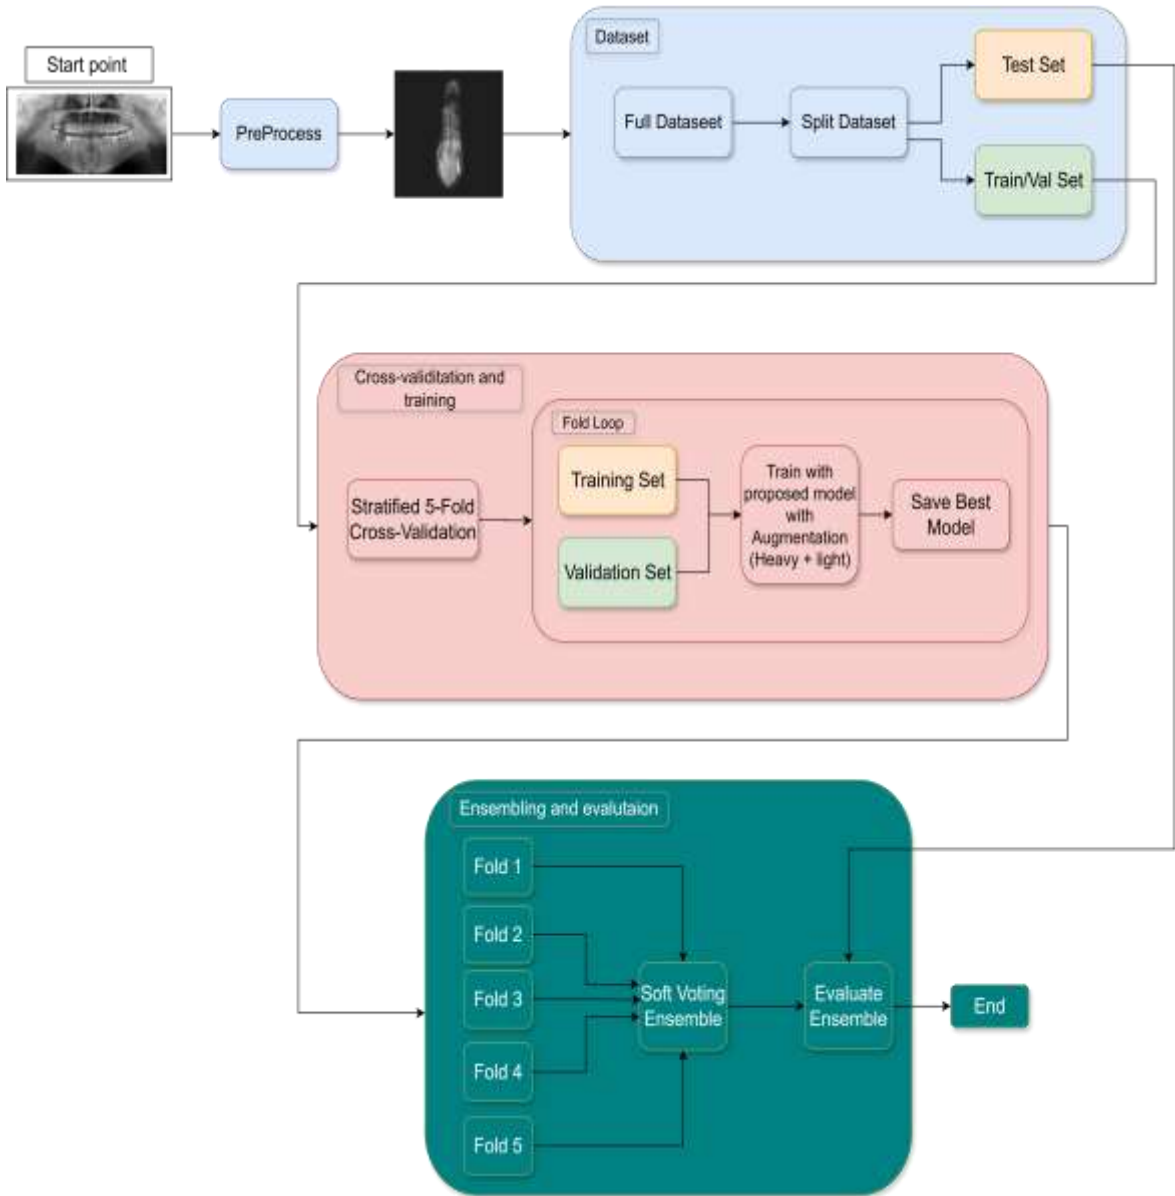 Start point
PreProcess
Dataset
Full Dataseet
Split Dataset
Test Set
Train/Val Set
Cross-validitation and
training
Stratified 5-Fold
Cross-Validation
Fold Loop
Training Set
Validation Set
Train with
proposed model
with
Augmentation
(Heavy + light)
Save Best
Model
Ensembling and evalutaion
Fold 1
Fold 2
Fold 3
Fold 4
Fold 5
Soft Voting
Ensemble
Evaluate
Ensemble
End